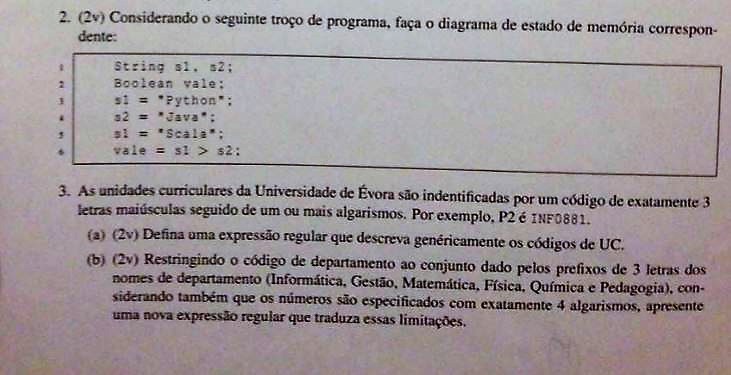 2. (2v) Considerando o seguinte troço de programa, faça o diagrama de estado de memória correspon-
dente:
1 String s1, s2;
2 Boolean vale;
3 s1 = "Python";
4 s2 = "Java";
5 s1 = "Scala";
6 vale = s1 > s2;
3. As unidades curriculares da Universidade de Évora são indentificadas por um código de exatamente 3
letras maiúsculas seguido de um ou mais algarismos. Por exemplo, P2 é INF0881.
(a) (2v) Defina uma expressão regular que descreva genéricamente os códigos de UC.
(b) (2v) Restringindo o código de departamento ao conjunto dado pelos prefixos de 3 letras dos
nomes de departamento (Informática, Gestão, Matemática, Física, Química e Pedagogia), con-
siderando também que os números são especificados com exatamente 4 algarismos, apresente
uma nova expressão regular que traduza essas limitações.